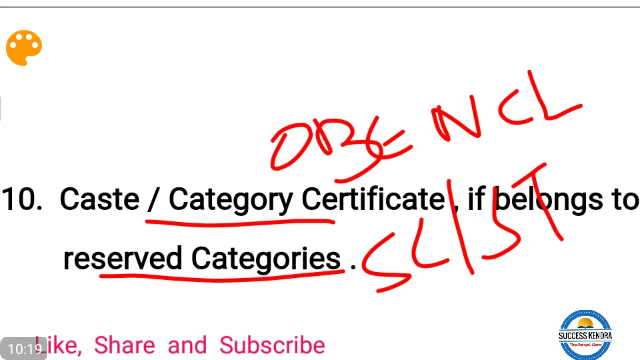 OBC NCL
10. Caste / Category Certificate , if belongs to
reserved Categories .
SC/ST
SUCCESS KENDRA
10:19
Like, Share and Subscribe